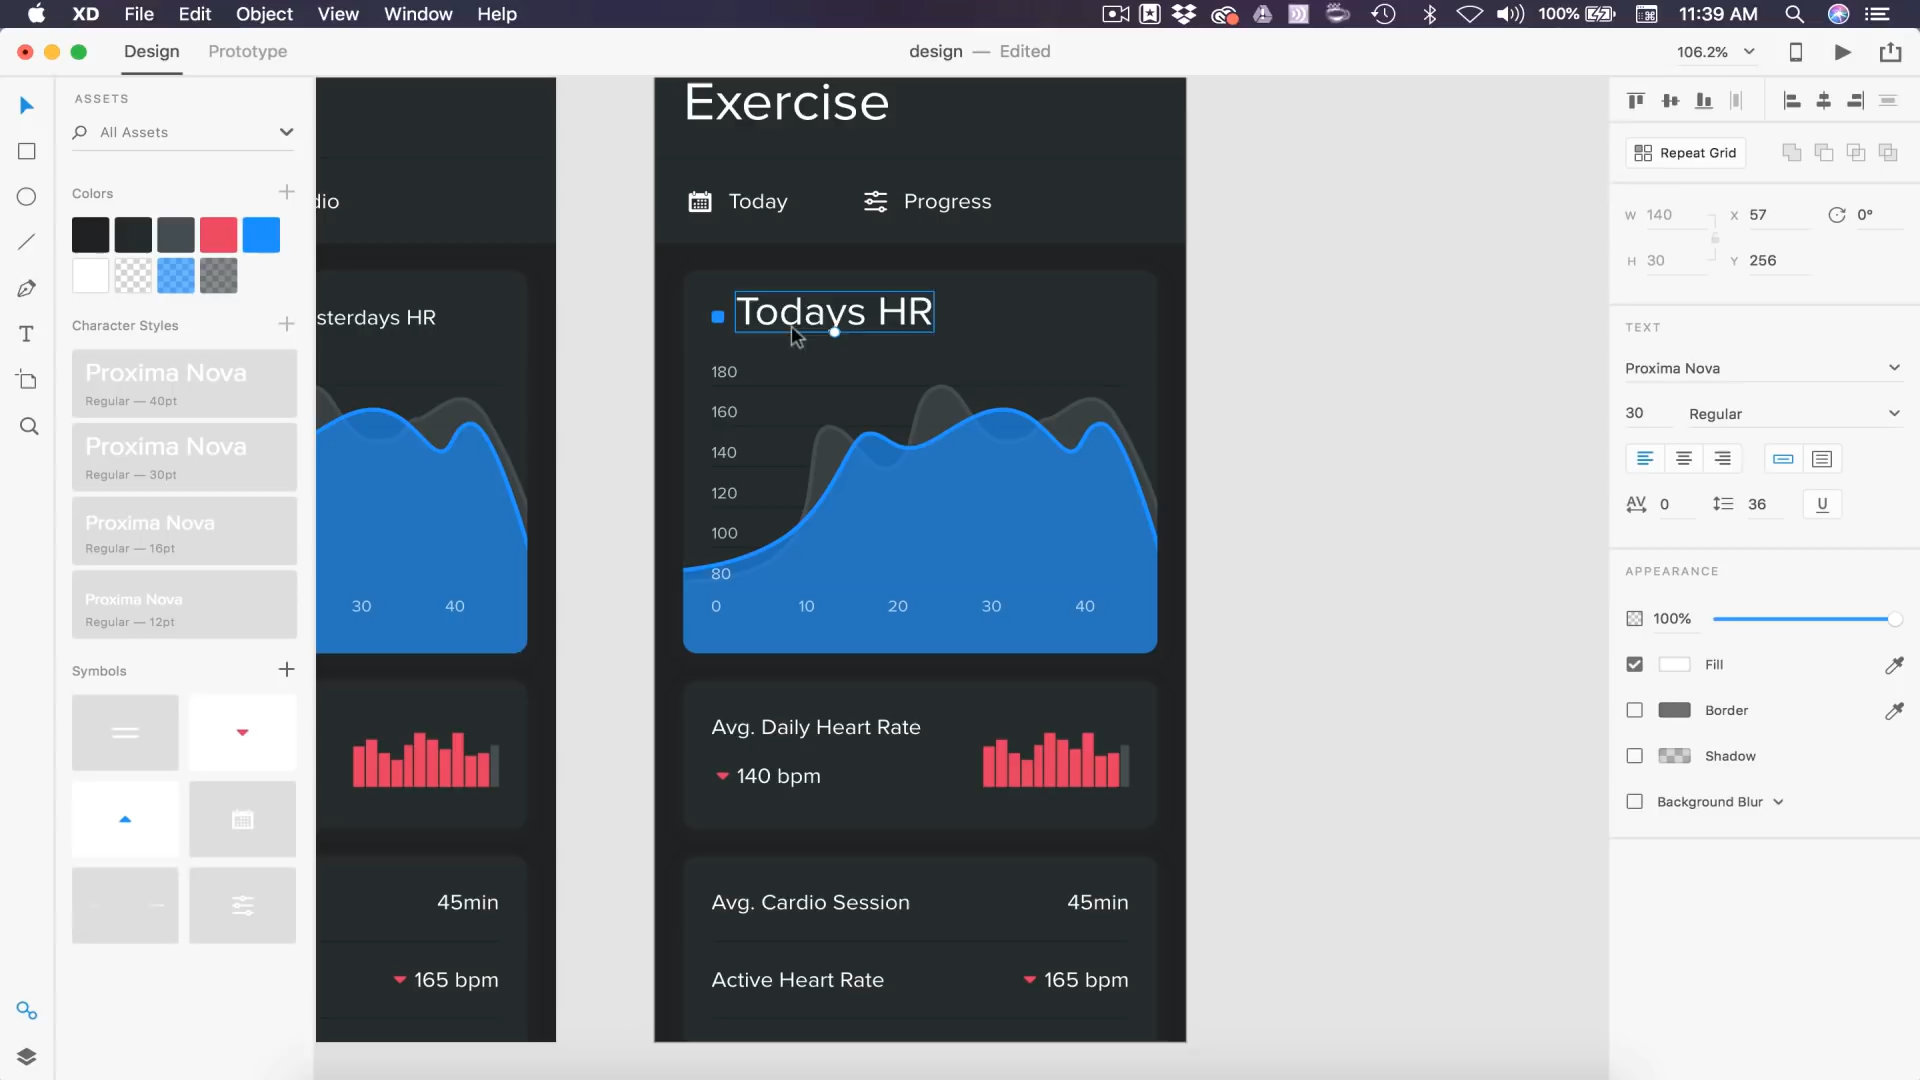 XD File Edit Object View Window Help 100% 11:39 AM
Design Prototype design — Edited 106.2%
ASSETS
All Assets
Colors
Character Styles
Proxima Nova
Regular — 40pt
Proxima Nova
Regular — 30pt
Proxima Nova
Regular — 16pt
Proxima Nova
Regular — 12pt
Symbols
dio
sterdays HR
30 40
45min
165 bpm
Exercise
Today Progress
Todays HR
180
160
140
120
100
80
0 10 20 30 40
Avg. Daily Heart Rate
140 bpm
Avg. Cardio Session 45min
Active Heart Rate 165 bpm
Repeat Grid
W 140 X 57 0°
H 30 Y 256
TEXT
Proxima Nova
30 Regular
AV 0 36 U
APPEARANCE
100%
Fill
Border
Shadow
Background Blur